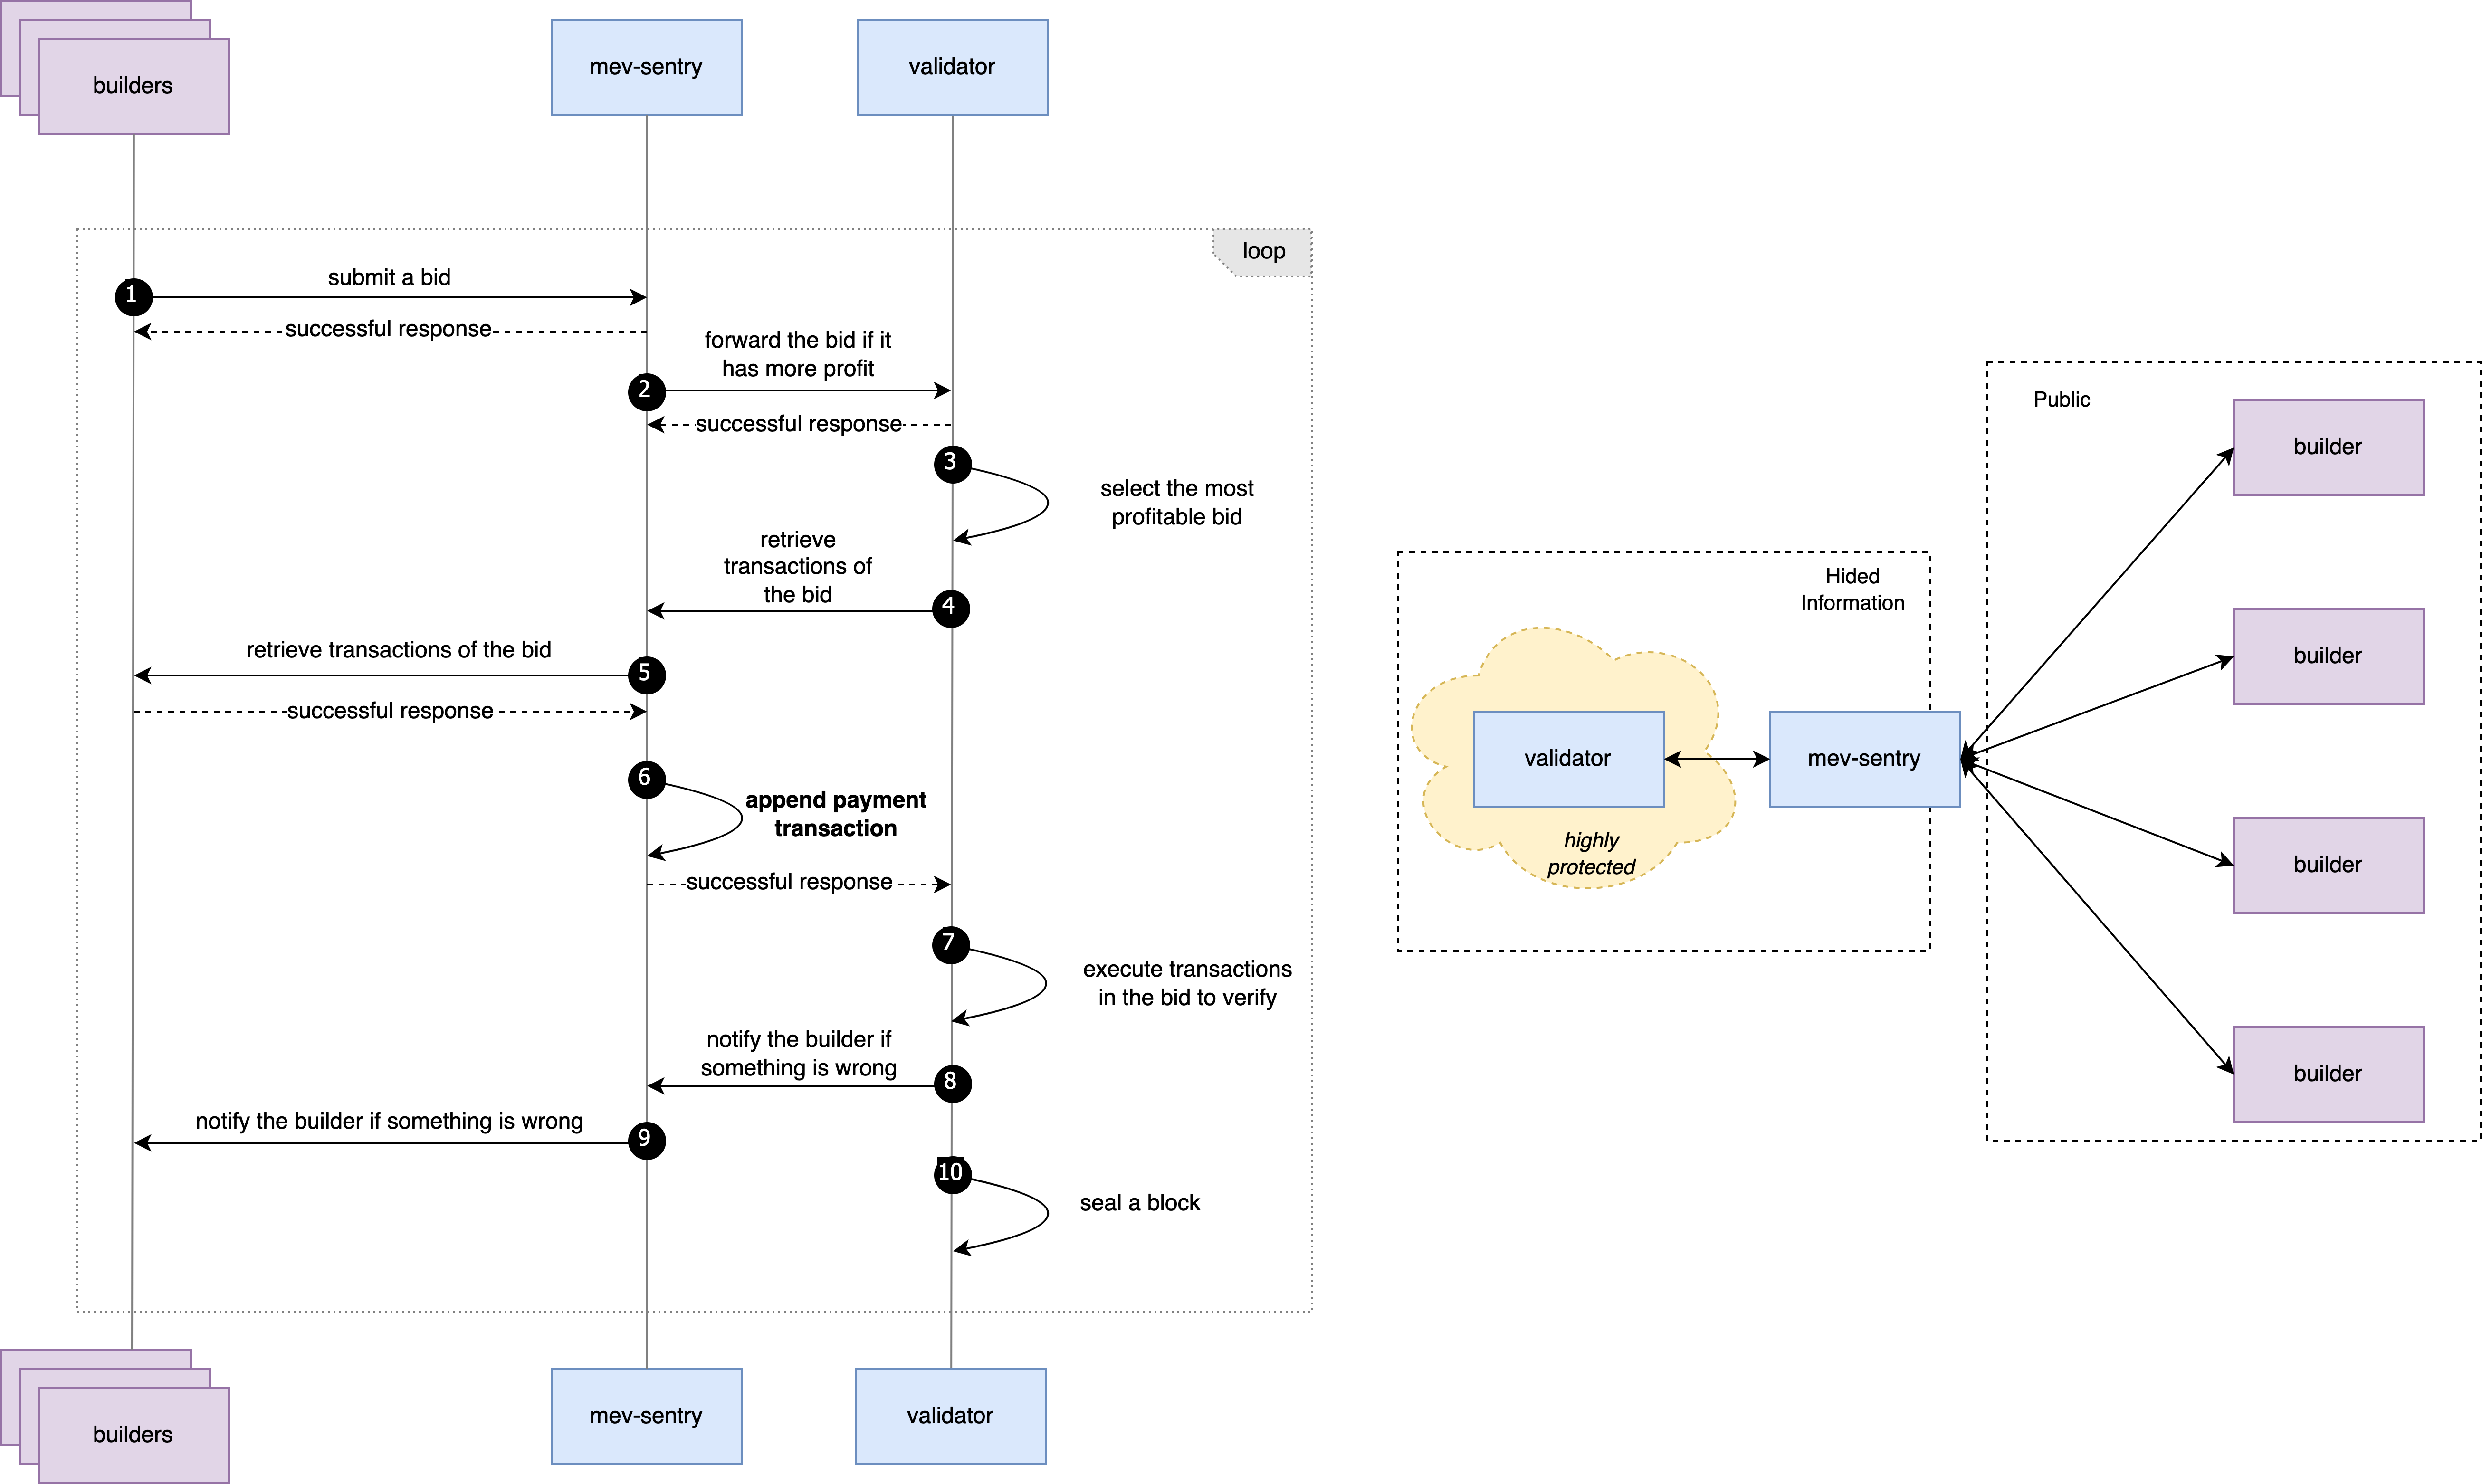 builders
mev-sentry
validator
loop
1
submit a bid
successful response
forward the bid if it
has more profit
2
successful response
3
select the most
profitable bid
retrieve
transactions of
the bid
4
retrieve transactions of the bid
5
successful response
6
append payment
transaction
successful response
7
execute transactions
in the bid to verify
notify the builder if
something is wrong
8
notify the builder if something is wrong
9
10
seal a block
builders
mev-sentry
validator
Hided
Information
validator
highly
protected
mev-sentry
Public
builder
builder
builder
builder